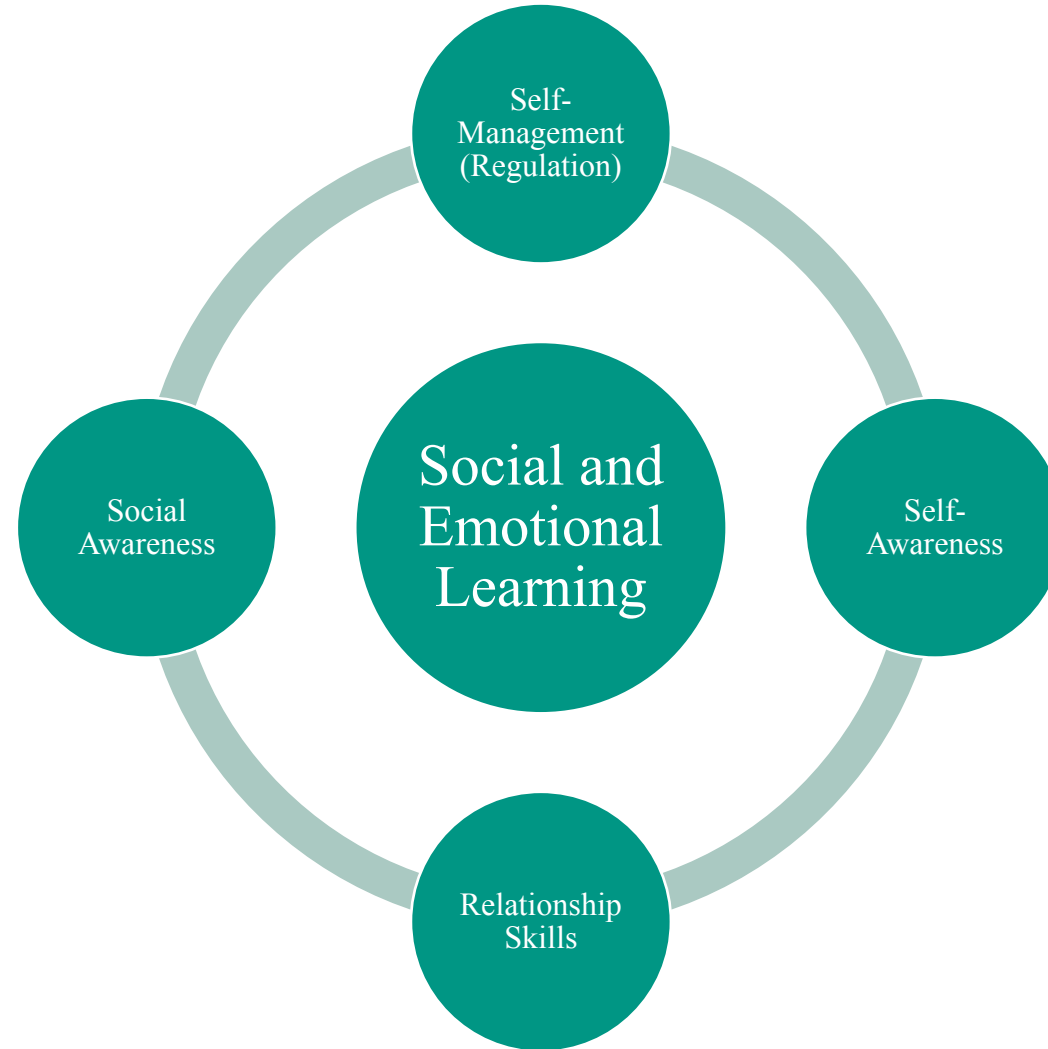 Self-
Management
(Regulation)
Social and
Emotional
Learning
Social
Awareness
Self-
Awareness
Relationship
Skills